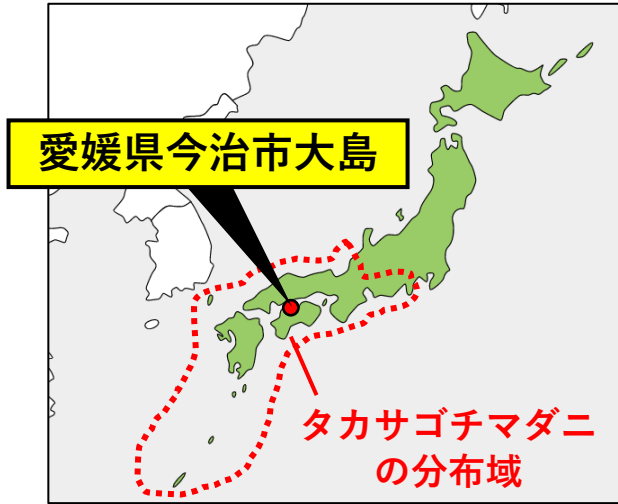 愛媛県今治市大島
タカサゴチマダニ
の分布域